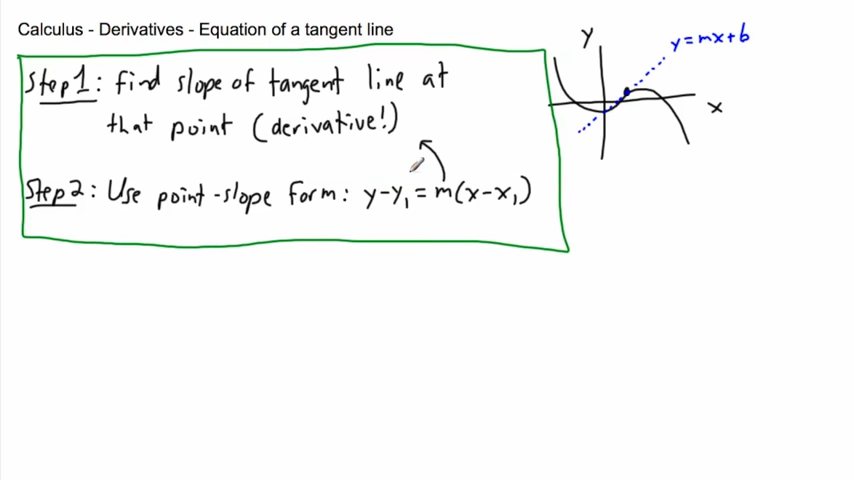 Calculus - Derivatives - Equation of a tangent line
Step 1: find slope of tangent line at
that point (derivative!)
Step 2: Use point-slope form: y-y₁ = m(x-x₁)
y
y=mx+b
x